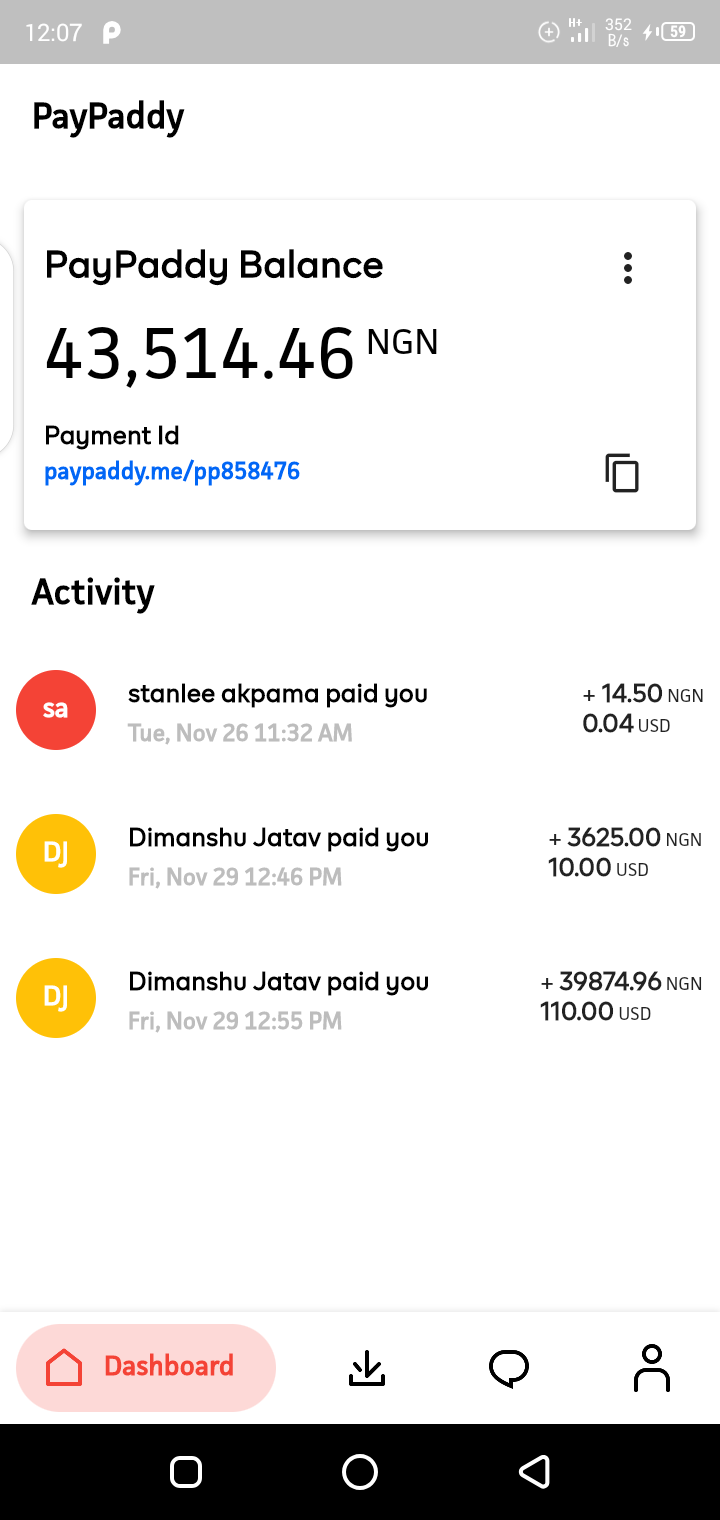 12:07
H+
352
B/s
59
PayPaddy
PayPaddy Balance
43,514.46 NGN
Payment Id
paypaddy.me/pp858476
Activity
sa
stanlee akpama paid you
+ 14.50 NGN
Tue, Nov 26 11:32 AM
0.04 USD
DJ
Dimanshu Jatav paid you
+ 3625.00 NGN
Fri, Nov 29 12:46 PM
10.00 USD
DJ
Dimanshu Jatav paid you
+ 39874.96 NGN
Fri, Nov 29 12:55 PM
110.00 USD
Dashboard